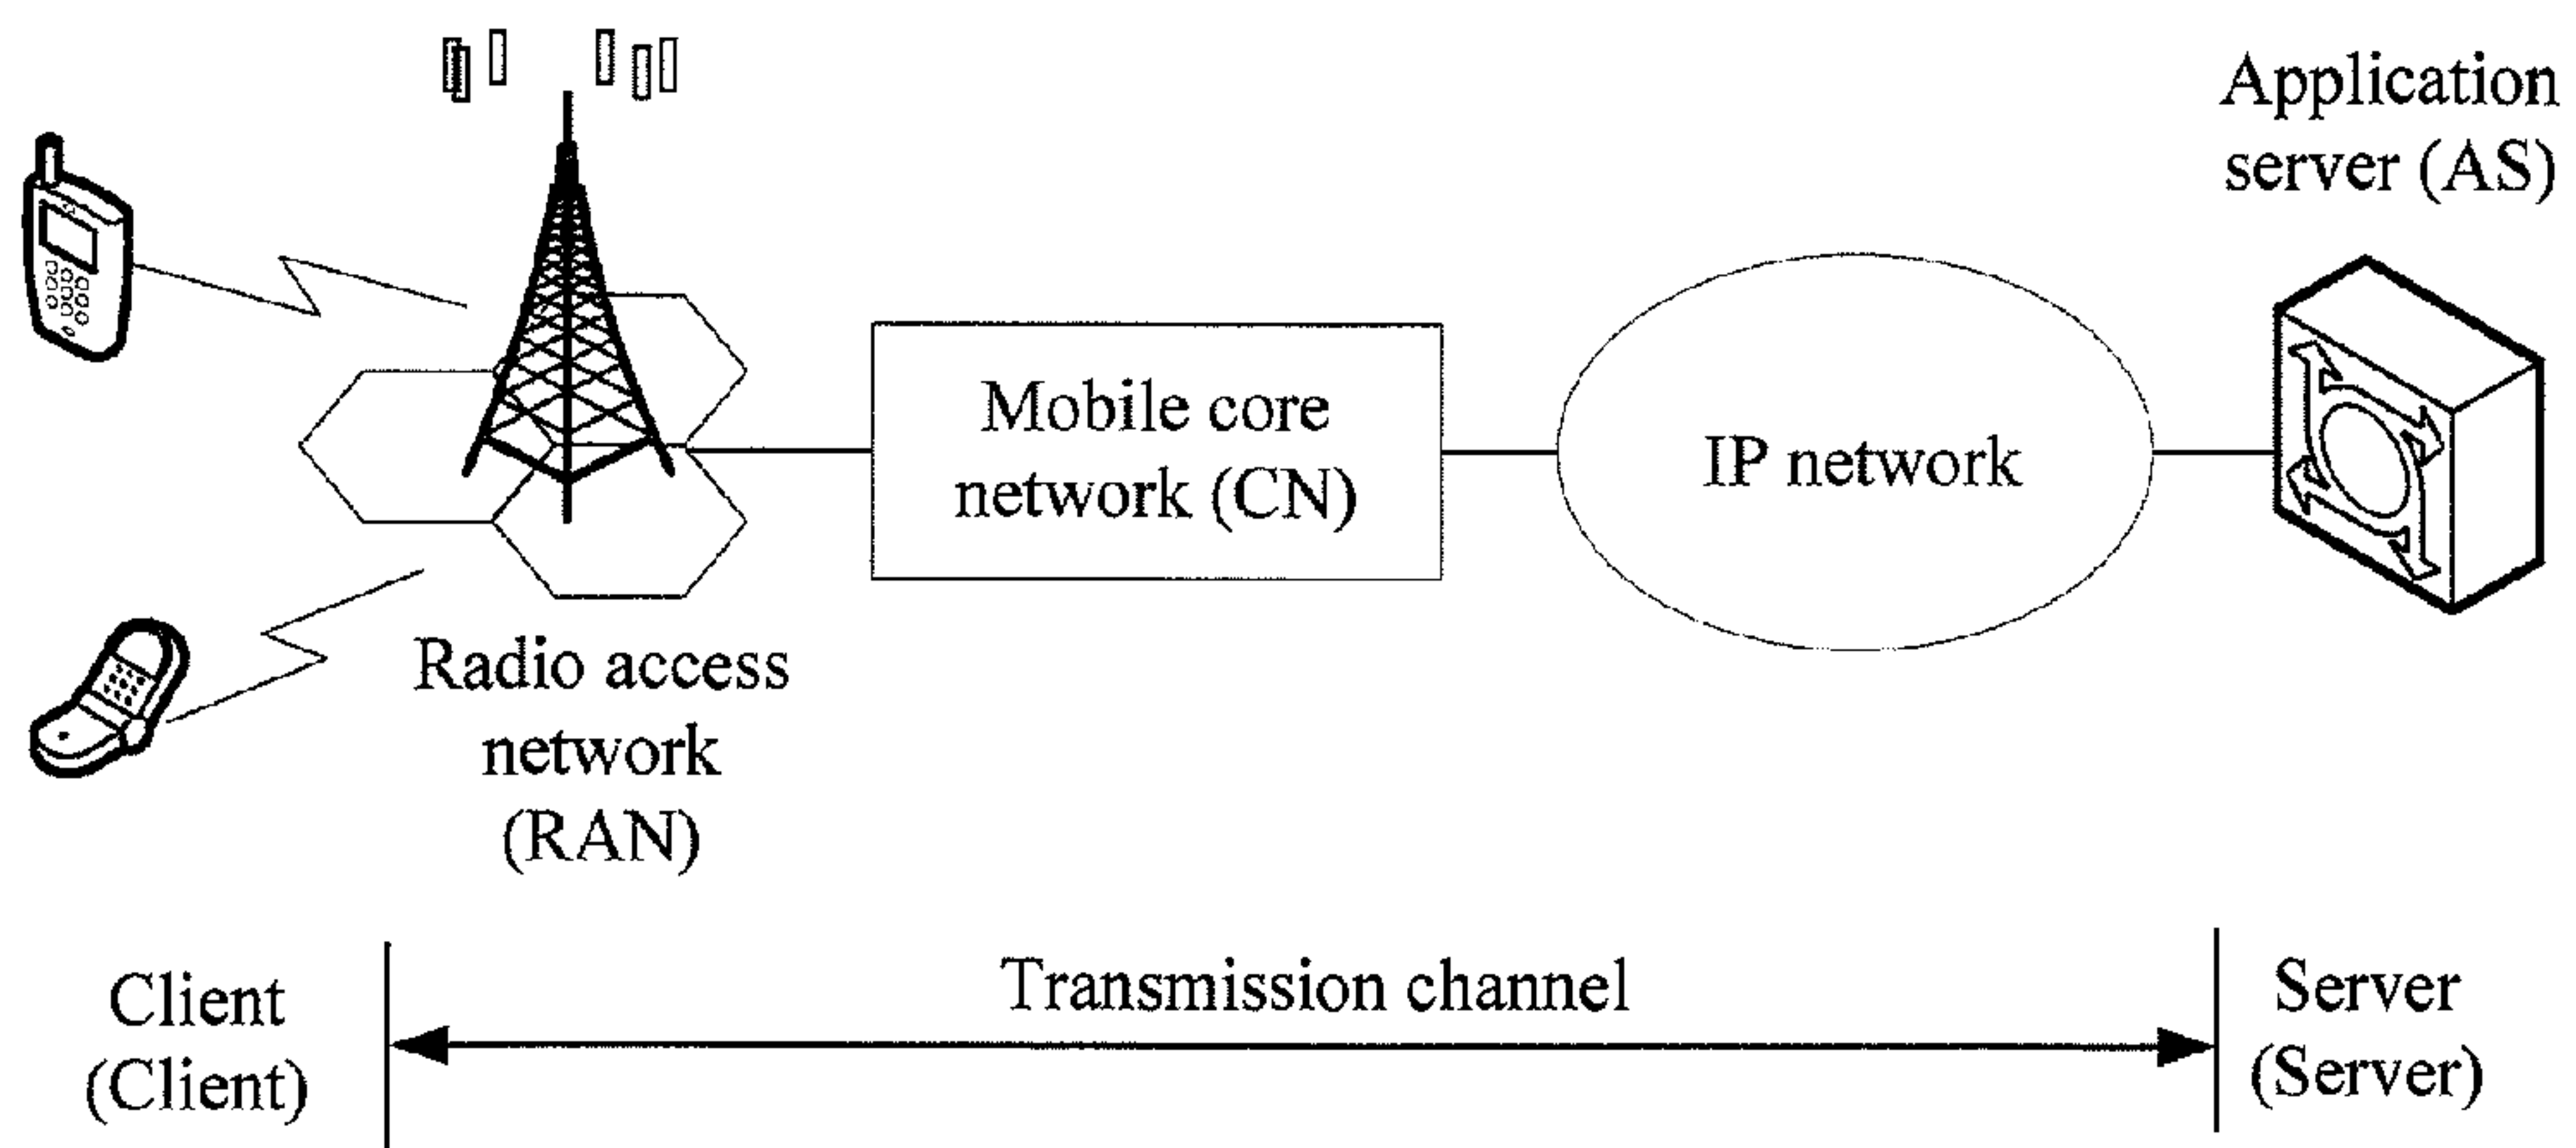 Application
server (AS)
Mobile core
network (CN)
IP network
Radio access
network
(RAN)
Transmission channel
Client
(Client)
Server
(Server)